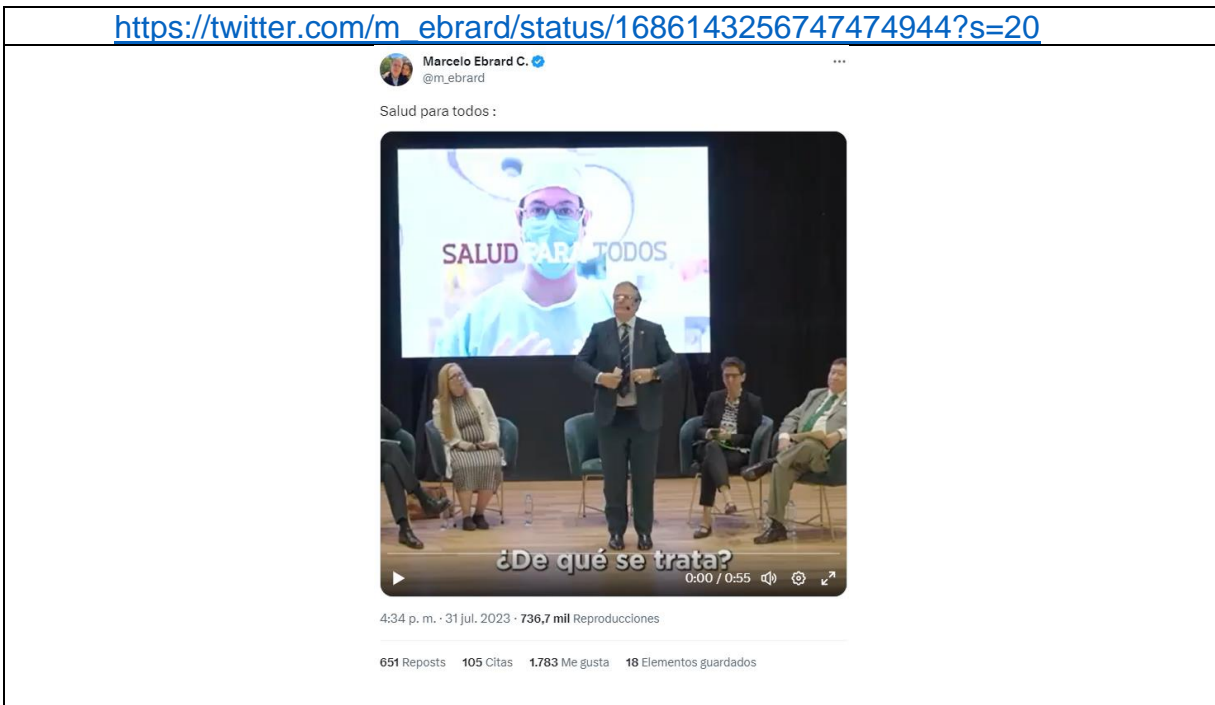 https://twitter.com/m_ebrard/status/1686143256747474944?s=20
Marcelo Ebrard C.
@m_ebrard
Salud para todos :
SALUD PARA TODOS
¿De qué se trata?
0:00 / 0:55
4:34 p. m. · 31 jul. 2023 · 736,7 mil Reproducciones
651 Reposts 105 Citas 1.783 Me gusta 18 Elementos guardados